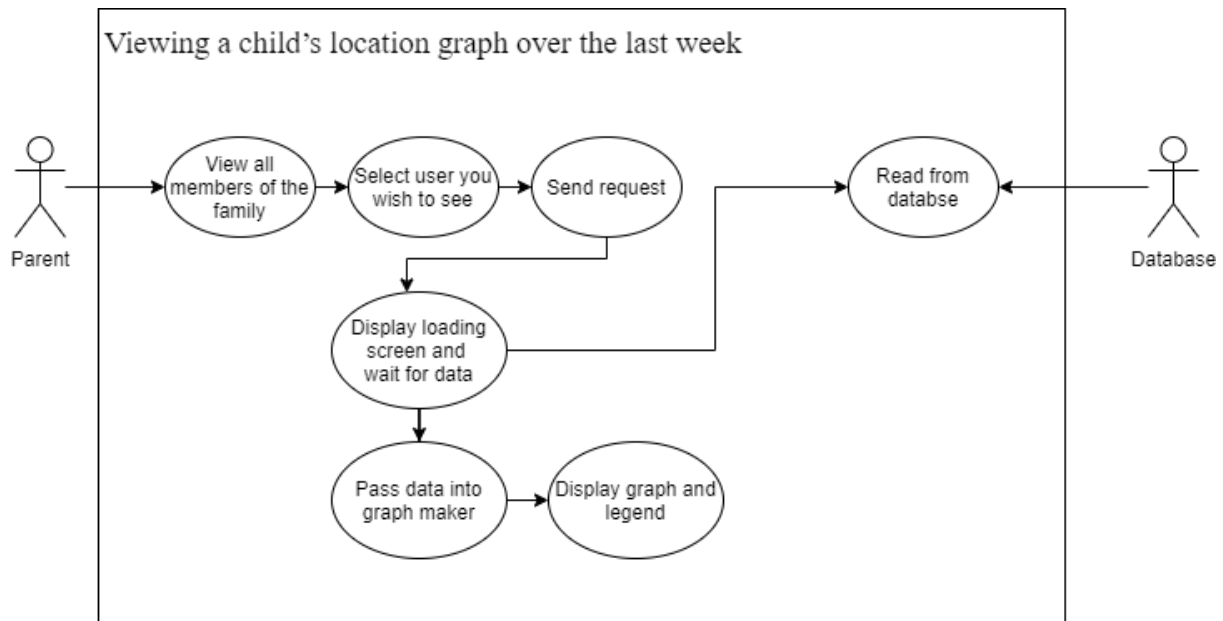 Viewing a child’s location graph over the last week
View all
members of the
family
Select user you
wish to see
Send request
Read from
databse
Parent
Database
Display loading
screen and
wait for data
Pass data into
graph maker
Display graph and
legend